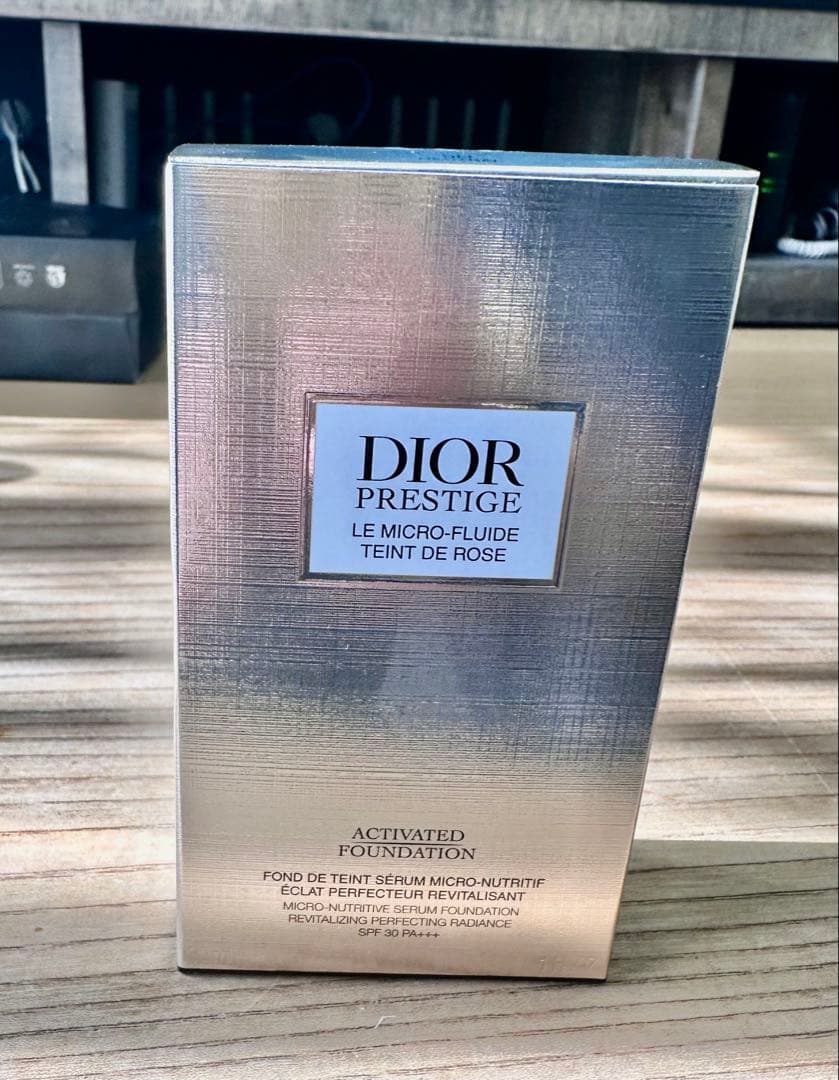 DIOR
PRESTIGE
LE MICRO-FLUIDE
TEINT DE ROSE
ACTIVATED
FOUNDATION
FOND DE TEINT SÉRUM MICRO-NUTRITIF
ÉCLAT PERFECTEUR REVITALISANT
MICRO-NUTRITIVE SERUM FOUNDATION
REVITALIZING PERFECTING RADIANCE
SPF 30 PA+++